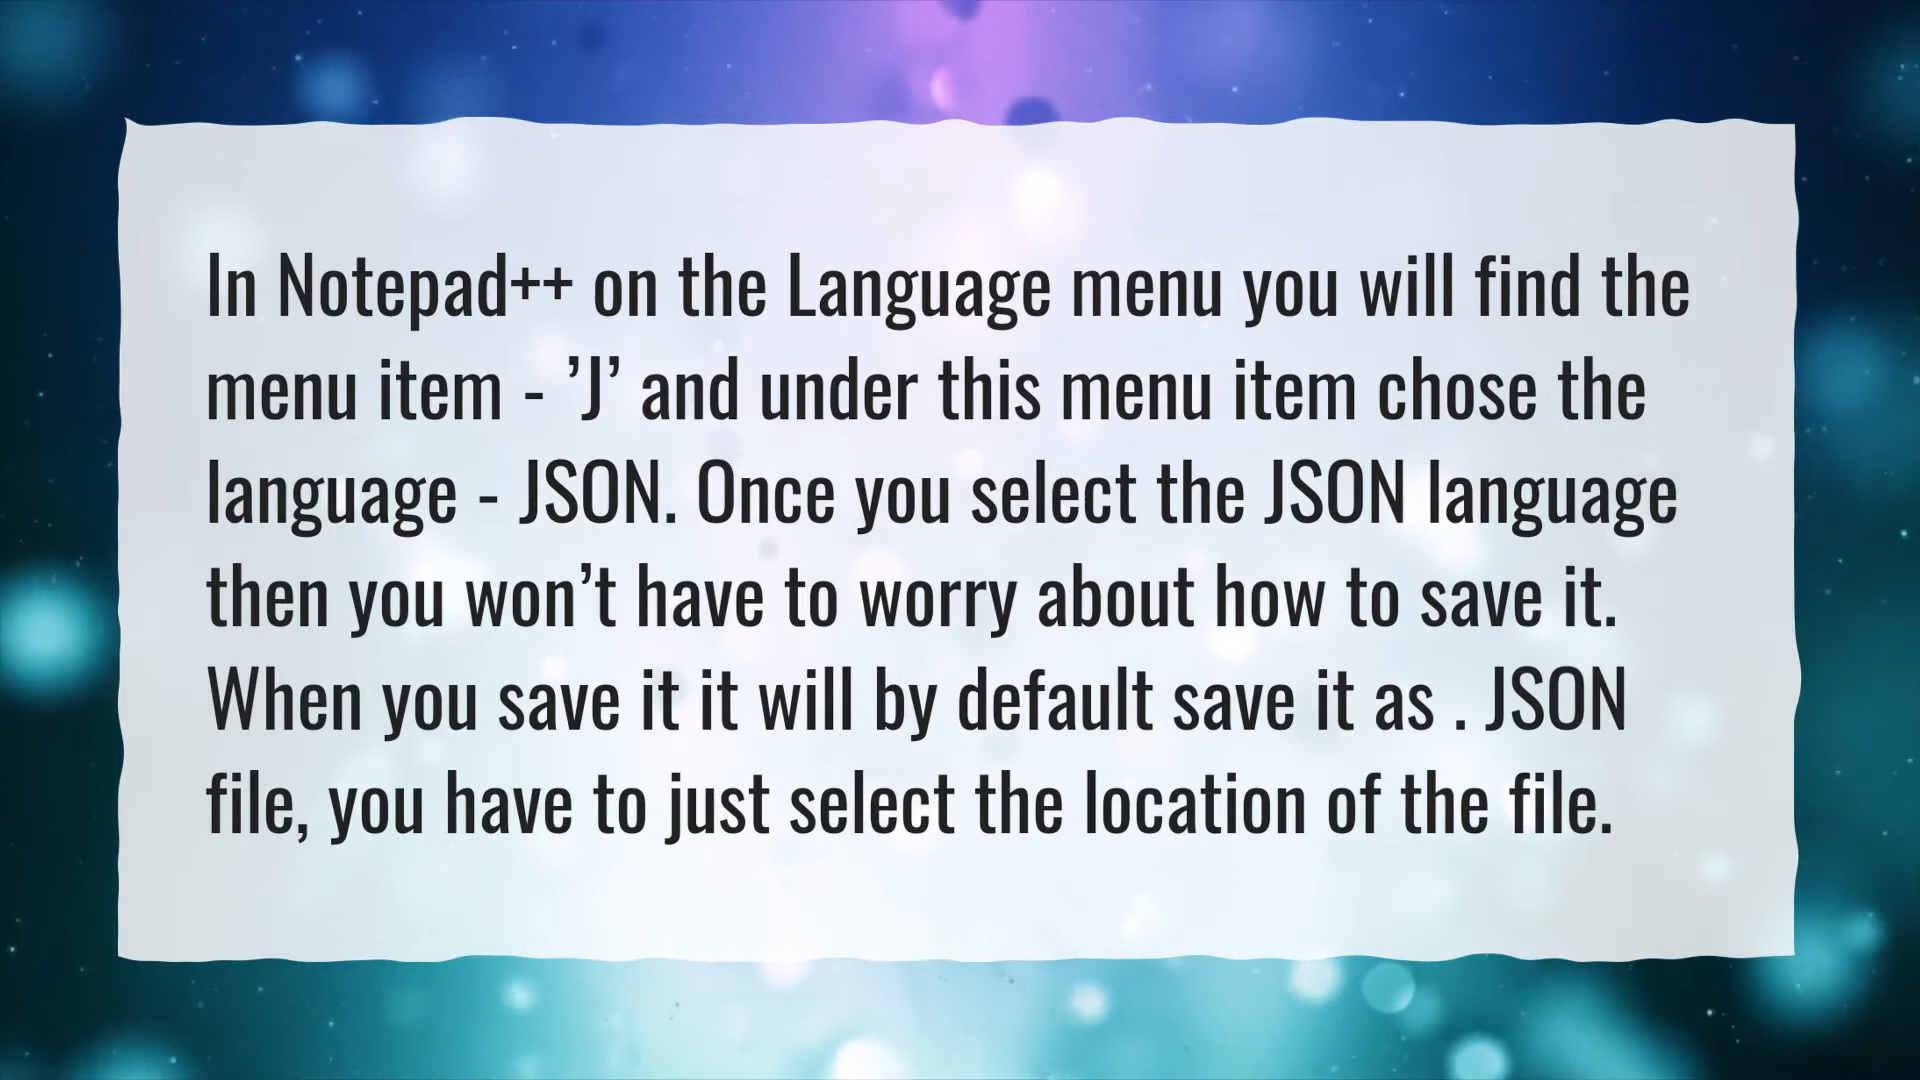 In Notepad++ on the Language menu you will find the
menu item - ’J’ and under this menu item chose the
language - JSON. Once you select the JSON language
then you won’t have to worry about how to save it.
When you save it it will by default save it as . JSON
file, you have to just select the location of the file.